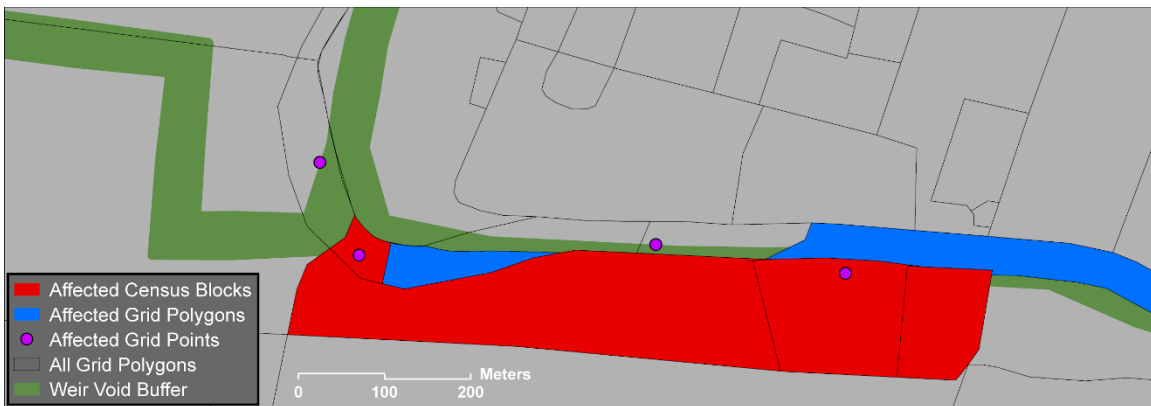 Affected Census Blocks
Affected Grid Polygons
Affected Grid Points
All Grid Polygons
Weir Void Buffer
Meters
0 100 200